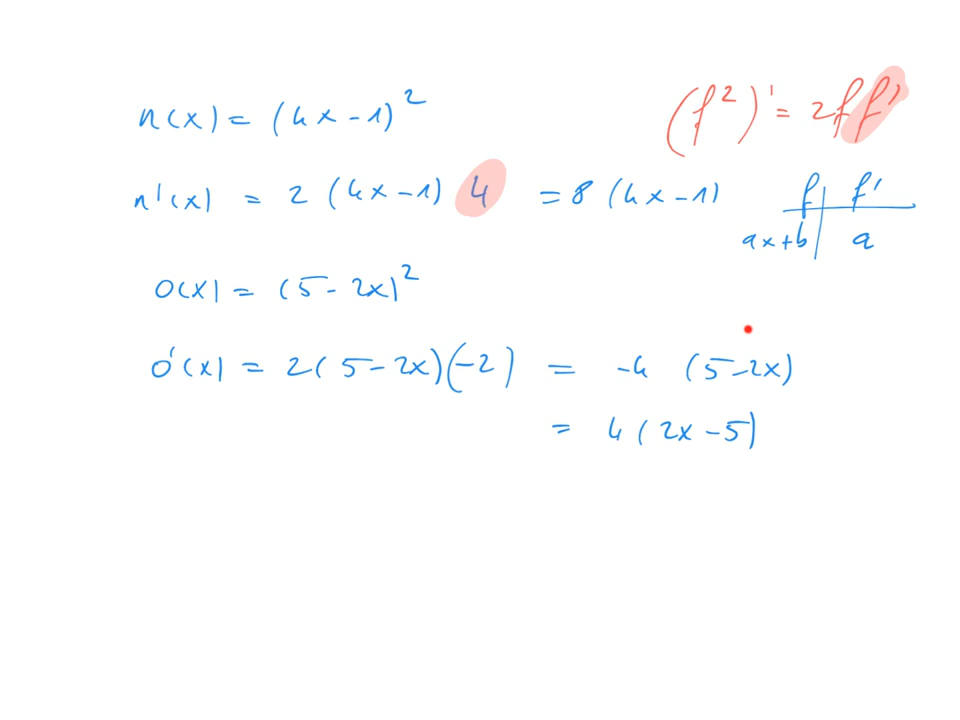 n(x) = (4x - 1)²
(f²)' = 2ff'
n'(x) = 2 (4x - 1) 4 = 8 (4x - 1)
f | f'
ax+b | a
o(x) = (5 - 2x)²
o'(x) = 2(5 - 2x)(-2) = -4 (5 - 2x)
= 4(2x - 5)